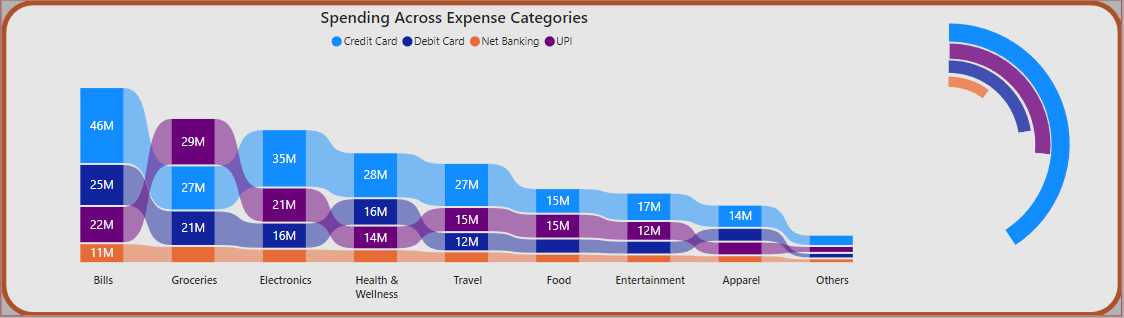 Spending Across Expense Categories
Credit Card Debit Card Net Banking UPI
46M
25M
22M
11M
29M
27M
21M
35M
21M
16M
28M
16M
14M
27M
15M
12M
15M
15M
17M
12M
14M
Bills Groceries Electronics Health & Travel Food Entertainment Apparel Others
Wellness